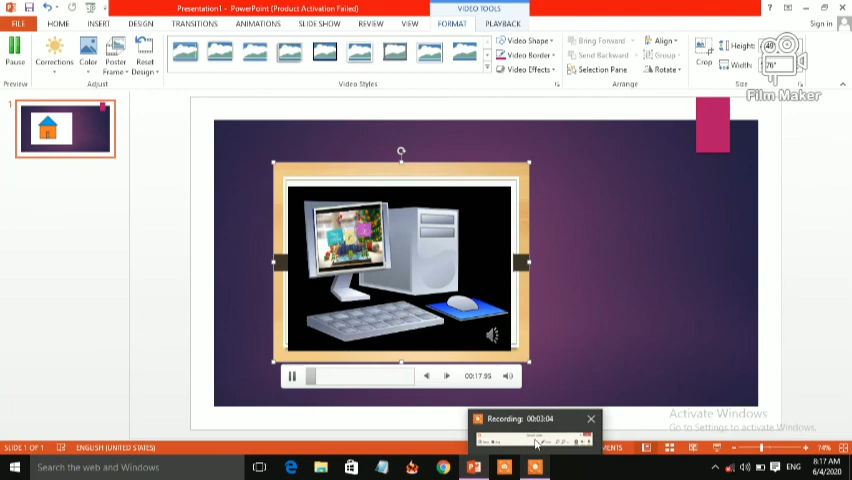 Presentation1 - PowerPoint (Product Activation Failed)
VIDEO TOOLS
FILE HOME INSERT DESIGN TRANSITIONS ANIMATIONS SLIDE SHOW REVIEW VIEW FORMAT PLAYBACK
Sign in
Pause
Corrections
Color
Poster Frame
Reset Design
Video Shape
Video Border
Video Effects
Bring Forward
Send Backward
Selection Pane
Align
Group
Rotate
Crop
Height:
Width:
Preview
Adjust
Video Styles
Arrange
Size
Film Maker
1
00:17.95
Recording: 00:03:04
Activate Windows
Go to Settings to activate Windows.
SLIDE 1 OF 1
ENGLISH (UNITED STATES)
74%
Search the web and Windows
ENG
8:17 AM
6/4/2020